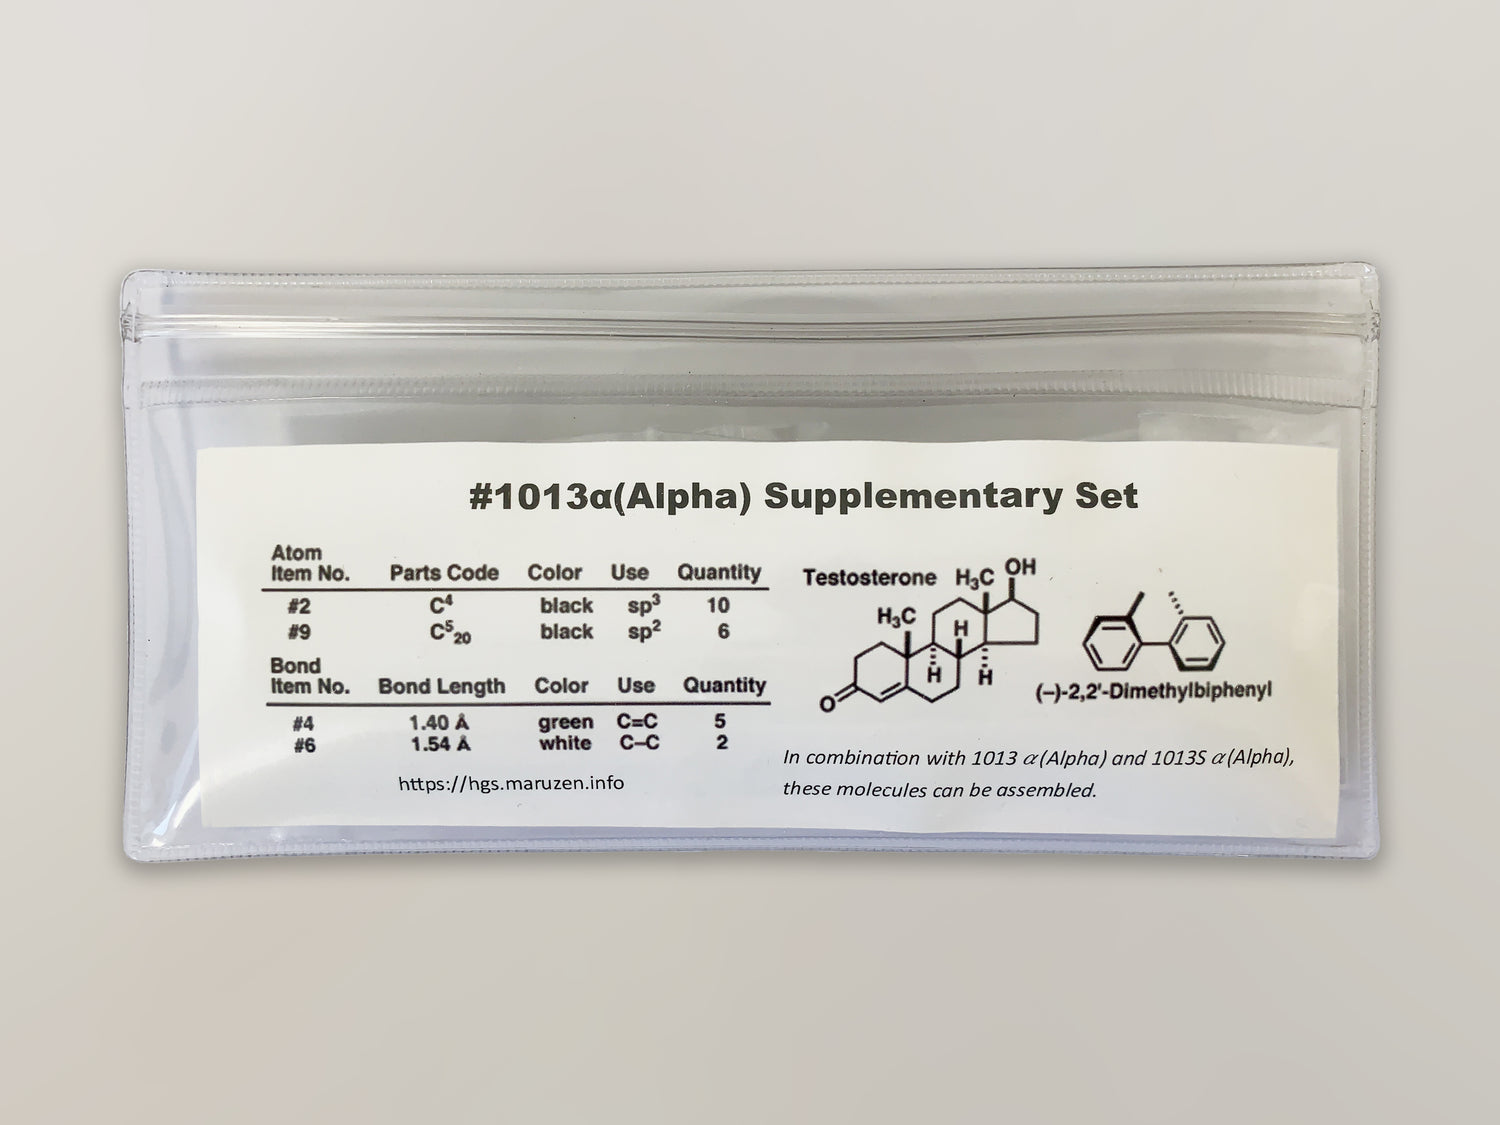 #1013α(Alpha) Supplementary Set
Atom
Item No. Parts Code Color Use Quantity
#2 C⁴ black sp³ 10
#9 C⁵₂₀ black sp² 6
Bond
Item No. Bond Length Color Use Quantity
#4 1.40 Å green C=C 5
#6 1.54 Å white C–C 2
https://hgs.maruzen.info
Testosterone H₃C OH
H₃C
H
H H
O
(–)-2,2'-Dimethylbiphenyl
In combination with 1013 α(Alpha) and 1013S α(Alpha),
these molecules can be assembled.